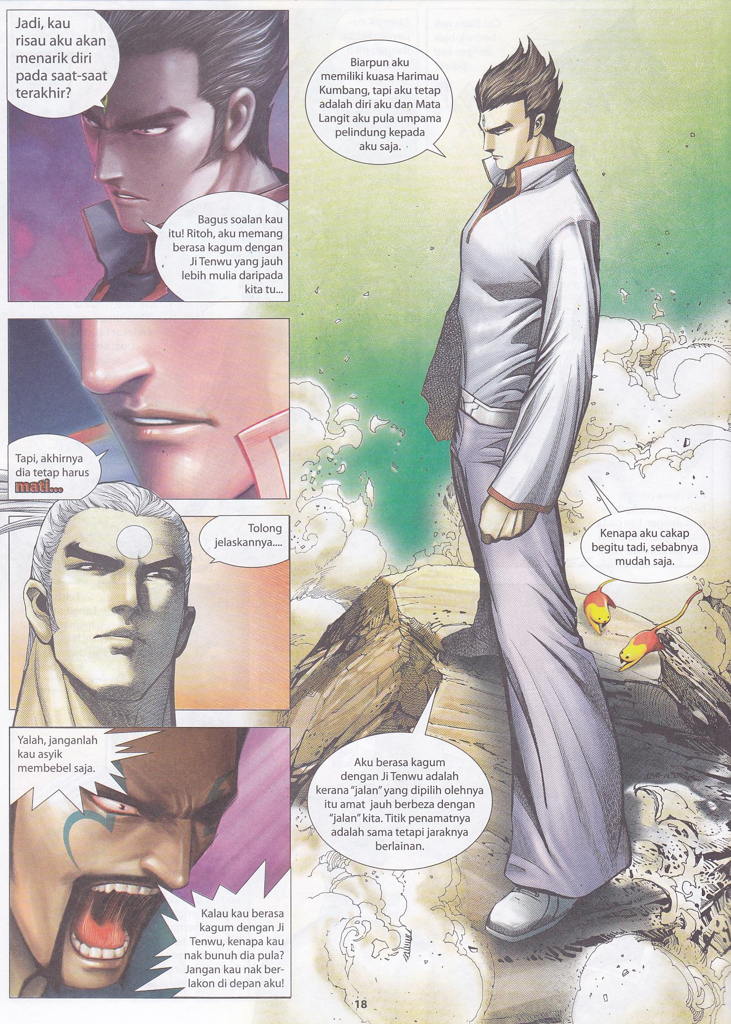 Jadi, kau
risau aku akan
menarik diri
pada saat-saat
terakhir?
Bagus soalan kau
itu! Ritoh, aku memang
berasa kagum dengan
Ji Tenwu yang jauh
lebih mulia daripada
kita tu...
Tapi, akhirnya
dia tetap harus
mati...
Tolong
jelaskannya....
Yalah, janganlah
kau asyik
membebel saja.
Kalau kau berasa
kagum dengan Ji
Tenwu, kenapa kau
nak bunuh dia pula?
Jangan kau nak ber-
lakon di depan aku!
Biarpun aku
memiliki kuasa Harimau
Kumbang, tapi aku tetap
adalah diri aku dan Mata
Langit aku pula umpama
pelindung kepada
aku saja.
Kenapa aku cakap
begitu tadi, sebabnya
mudah saja.
Aku berasa kagum
dengan Ji Tenwu adalah
kerana “jalan” yang dipilih olehnya
itu amat jauh berbeza dengan
“jalan” kita. Titik penamatnya
adalah sama tetapi jaraknya
berlainan.
18